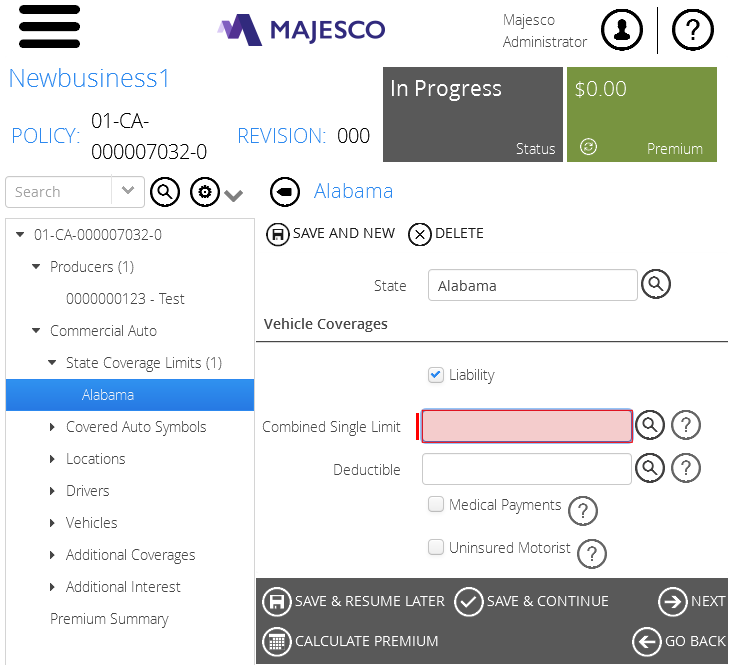 MAJESCO
Majesco
Administrator
?
Newbusiness1
POLICY: 01-CA-
000007032-0
REVISION: 000
In Progress
Status
$0.00
Premium
Search
Alabama
01-CA-000007032-0
Producers (1)
0000000123 - Test
Commercial Auto
State Coverage Limits (1)
Alabama
Covered Auto Symbols
Locations
Drivers
Vehicles
Additional Coverages
Additional Interest
Premium Summary
SAVE AND NEW DELETE
State Alabama
Vehicle Coverages
Liability
Combined Single Limit ?
Deductible ?
Medical Payments ?
Uninsured Motorist ?
SAVE & RESUME LATER SAVE & CONTINUE NEXT
CALCULATE PREMIUM GO BACK